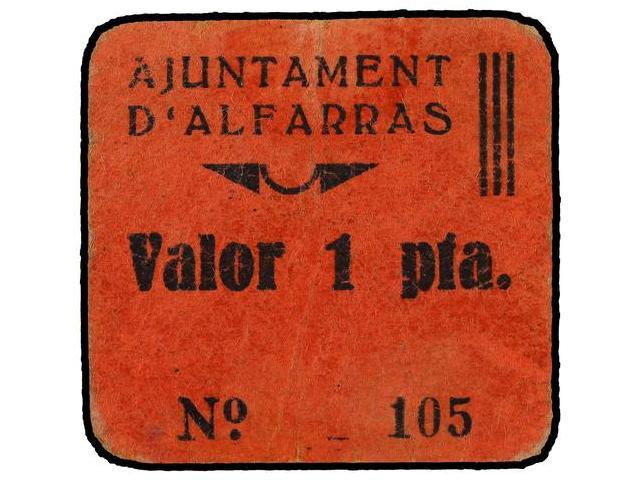 AJUNTAMENT
D'ALFARRAS
Valor 1 pta.
Nº _ 105